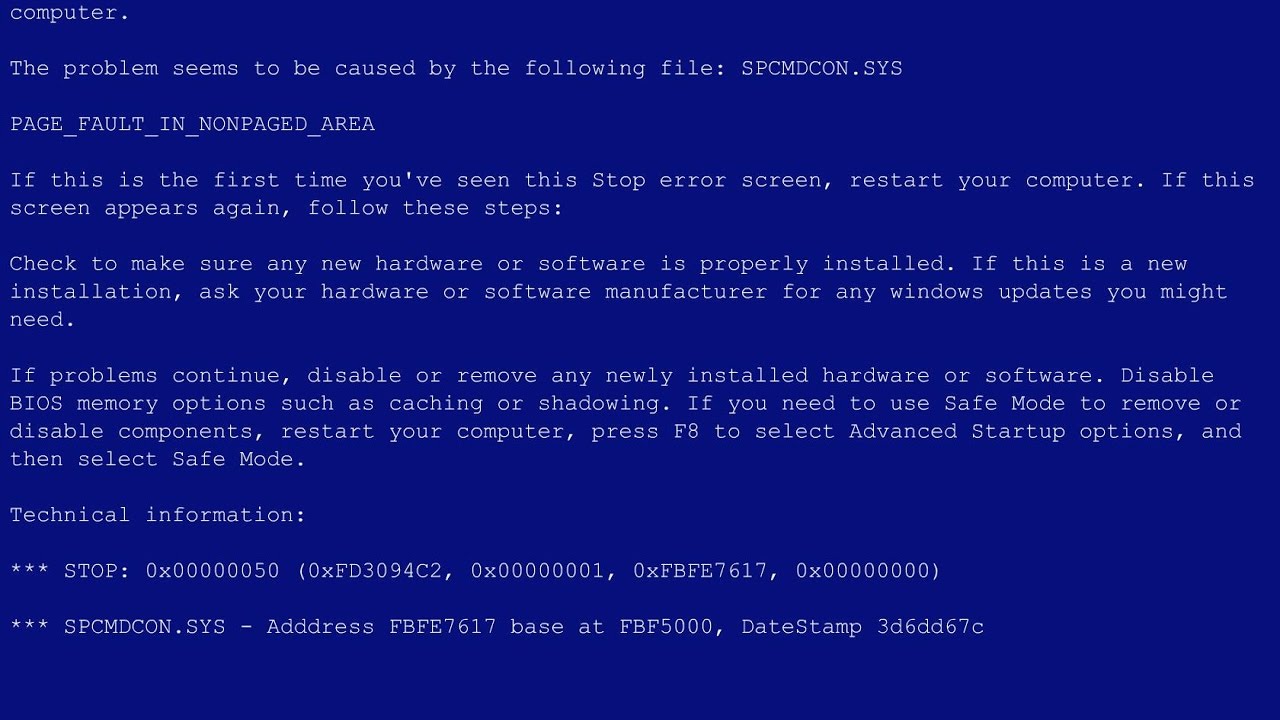 computer.
The problem seems to be caused by the following file: SPCMDCON.SYS
PAGE_FAULT_IN_NONPAGED_AREA
If this is the first time you've seen this Stop error screen, restart your computer. If this
screen appears again, follow these steps:
Check to make sure any new hardware or software is properly installed. If this is a new
installation, ask your hardware or software manufacturer for any windows updates you might
need.
If problems continue, disable or remove any newly installed hardware or software. Disable
BIOS memory options such as caching or shadowing. If you need to use Safe Mode to remove or
disable components, restart your computer, press F8 to select Advanced Startup options, and
then select Safe Mode.
Technical information:
*** STOP: 0x00000050 (0xFD3094C2, 0x00000001, 0xFBFE7617, 0x00000000)
*** SPCMDCON.SYS - Adddress FBFE7617 base at FBF5000, DateStamp 3d6dd67c